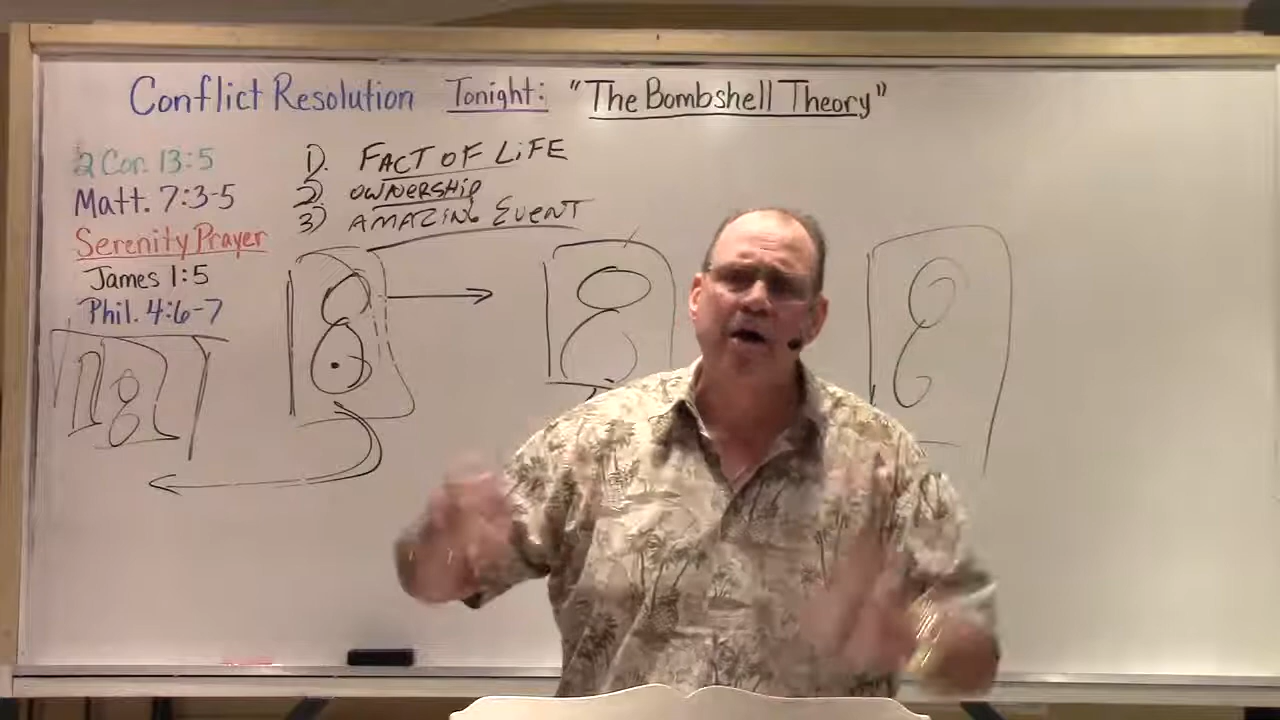 Conflict Resolution Tonight: "The Bombshell Theory"
2 Cor. 13:5
Matt. 7:3-5
Serenity Prayer
James 1:5
Phil. 4:6-7
1). FACT OF LiFE
2) OWNERSHIP
3) AMAZING EVENT